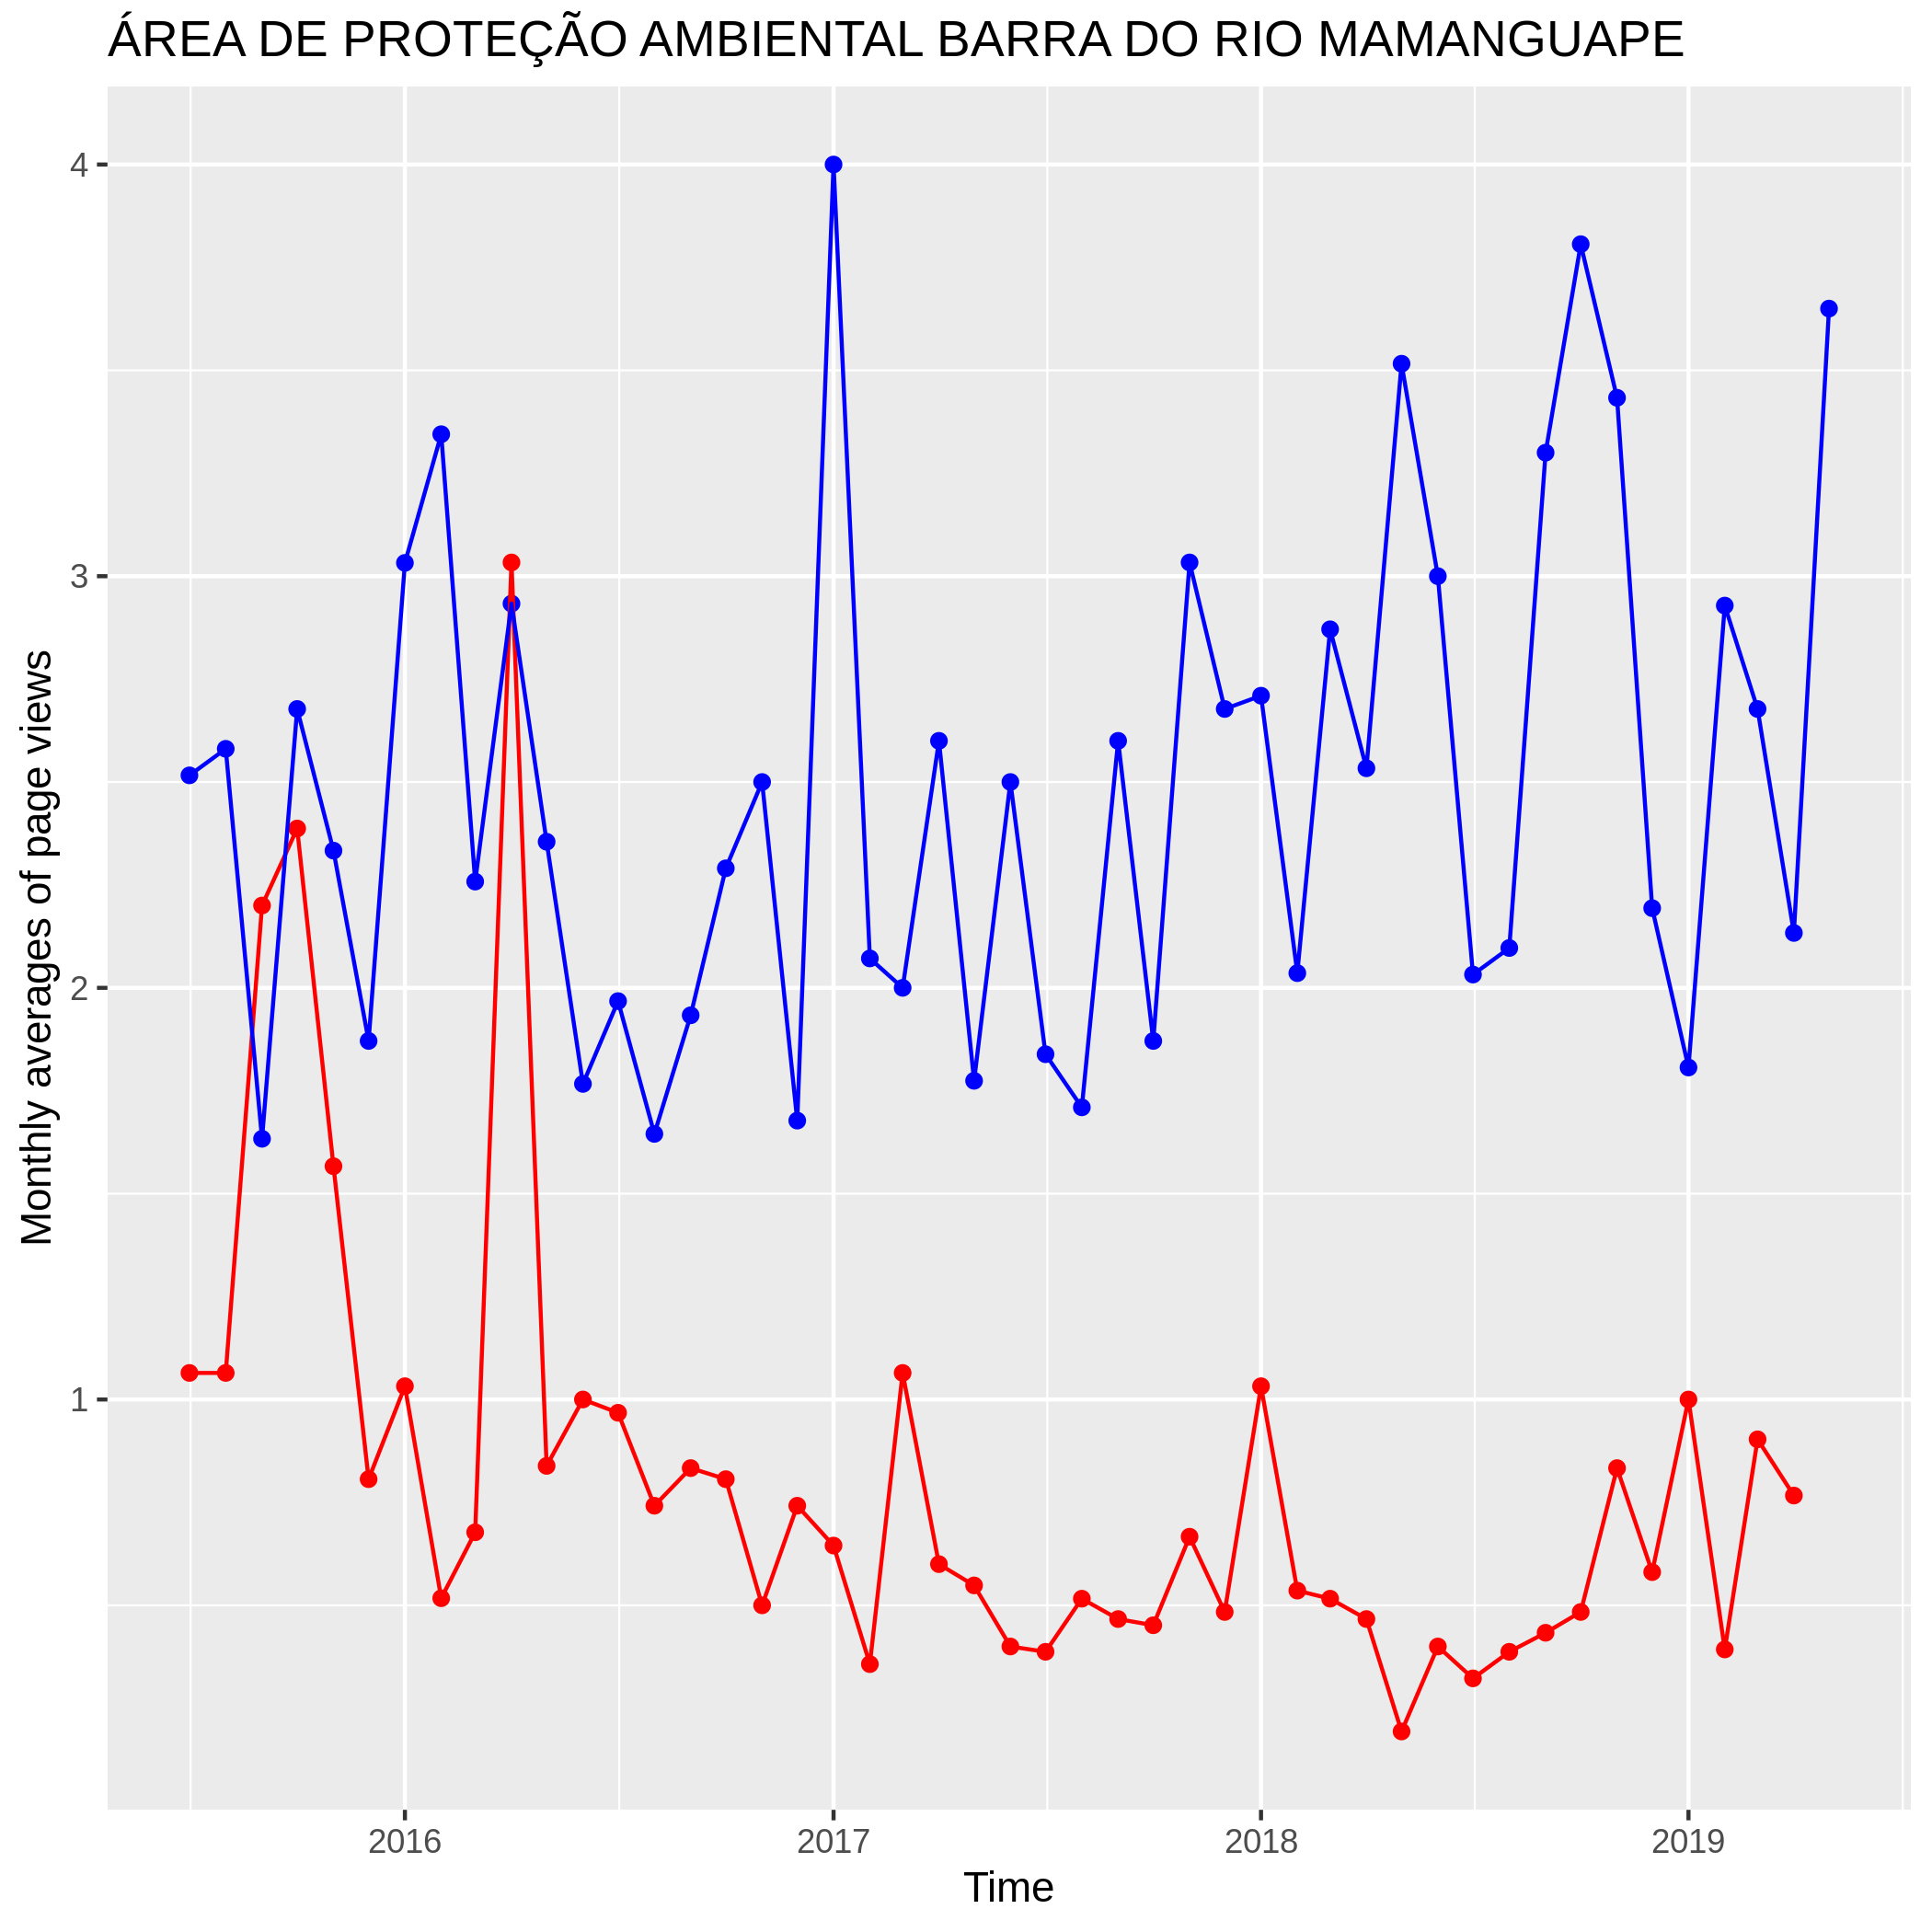 ÁREA DE PROTEÇÃO AMBIENTAL BARRA DO RIO MAMANGUAPE
Monthly averages of page views
4
3
2
1
2016
2017
2018
2019
Time